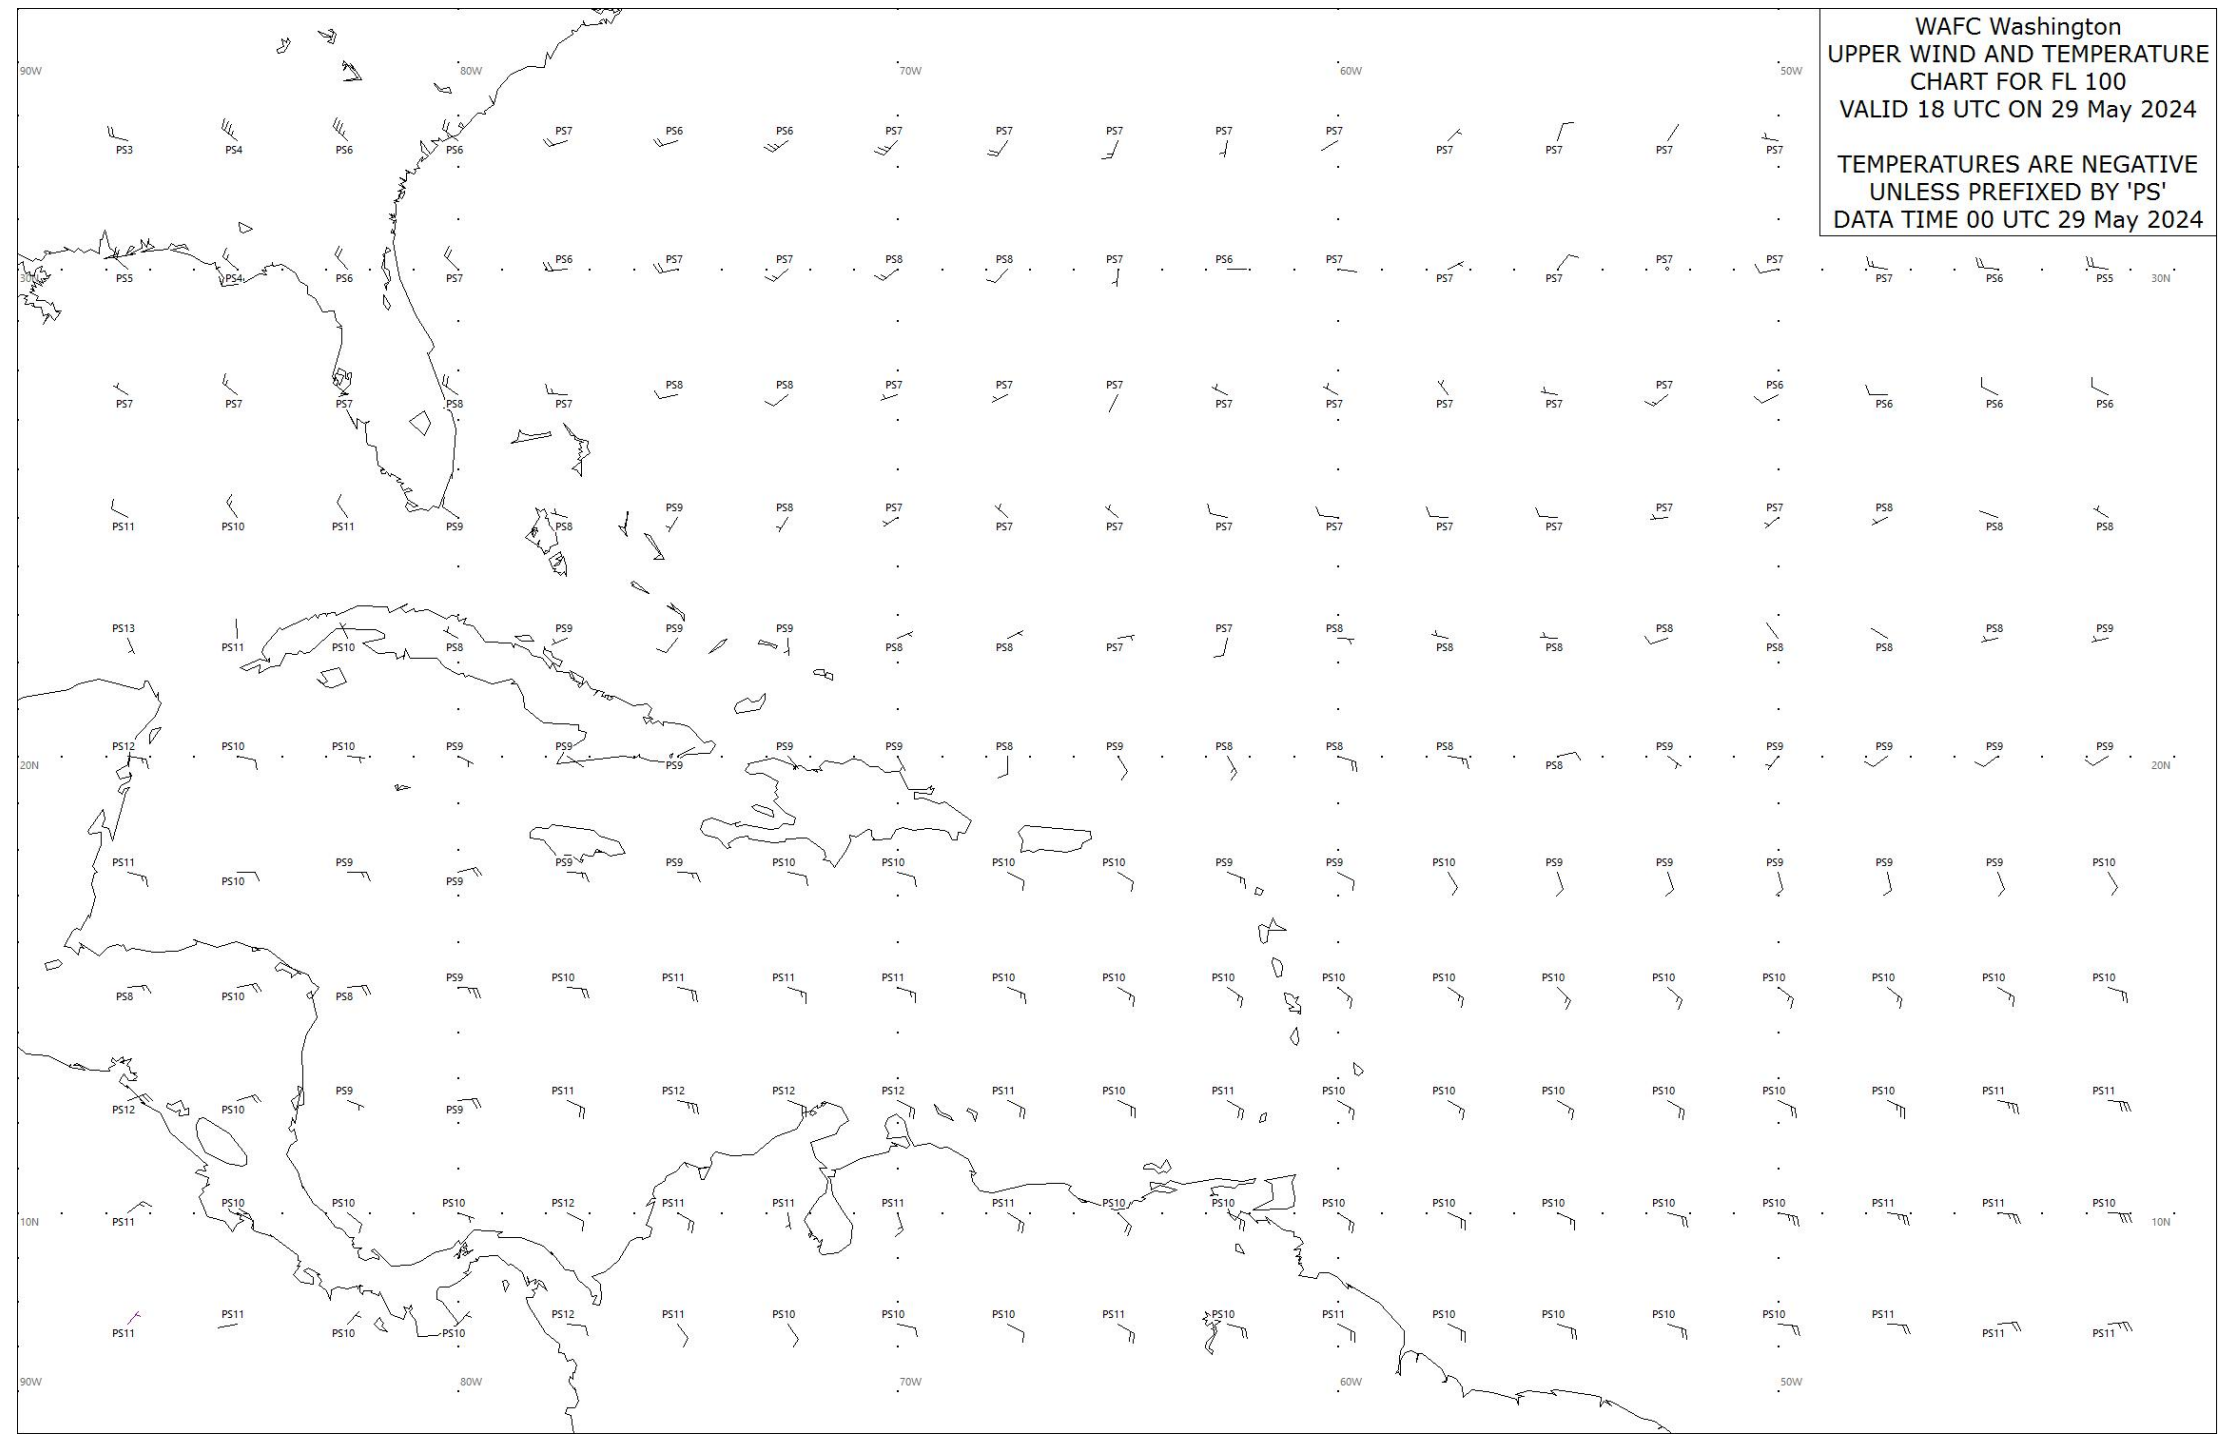 WAFC Washington
UPPER WIND AND TEMPERATURE
CHART FOR FL 100
VALID 18 UTC ON 29 May 2024
TEMPERATURES ARE NEGATIVE
UNLESS PREFIXED BY 'PS'
DATA TIME 00 UTC 29 May 2024
90W 80W 70W 60W 50W
PS3 PS4 PS6 PS6 PS7 PS6 PS6 PS7 PS7 PS7 PS7 PS7 PS7 PS7 PS7 PS7
PS5 PS4 PS6 PS7 PS6 PS7 PS7 PS8 PS8 PS7 PS6 PS7 PS7 PS7 PS7 PS7 PS7 PS6 PS5 30N
PS7 PS7 PS7 PS8 PS7 PS8 PS8 PS7 PS7 PS7 PS7 PS7 PS7 PS7 PS7 PS6 PS6 PS6 PS6
PS11 PS10 PS11 PS9 PS8 PS9 PS8 PS7 PS7 PS7 PS7 PS7 PS7 PS7 PS7 PS7 PS8 PS8 PS8
PS13 PS11 PS10 PS8 PS9 PS9 PS9 PS8 PS8 PS7 PS7 PS8 PS8 PS8 PS8 PS8 PS8 PS8 PS9
20N PS12 PS10 PS10 PS9 PS9 PS9 PS9 PS9 PS8 PS9 PS8 PS8 PS8 PS8 PS9 PS9 PS9 PS9 PS9 20N
PS11 PS10 PS9 PS9 PS9 PS9 PS10 PS10 PS10 PS10 PS9 PS9 PS10 PS9 PS9 PS9 PS9 PS9 PS10
PS8 PS10 PS8 PS9 PS10 PS11 PS11 PS11 PS10 PS10 PS10 PS10 PS10 PS10 PS10 PS10 PS10 PS10 PS10
PS12 PS10 PS9 PS9 PS11 PS12 PS12 PS12 PS11 PS10 PS11 PS10 PS10 PS10 PS10 PS10 PS10 PS11 PS11
10N PS11 PS10 PS10 PS10 PS12 PS11 PS11 PS11 PS11 PS10 PS10 PS10 PS10 PS10 PS10 PS10 PS11 PS11 PS10 10N
PS11 PS11 PS10 PS10 PS12 PS11 PS10 PS10 PS10 PS11 PS10 PS11 PS10 PS10 PS10 PS10 PS11 PS11 PS11
90W 80W 70W 60W 50W